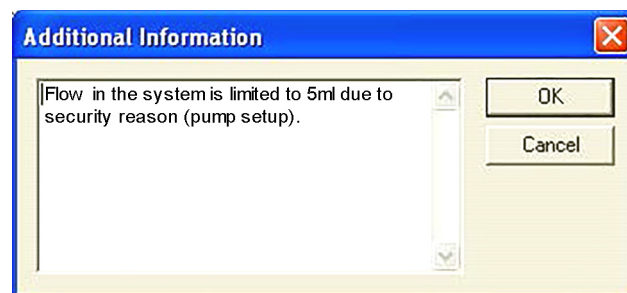 Additional Information
Flow in the system is limited to 5ml due to
security reason (pump setup).
OK
Cancel